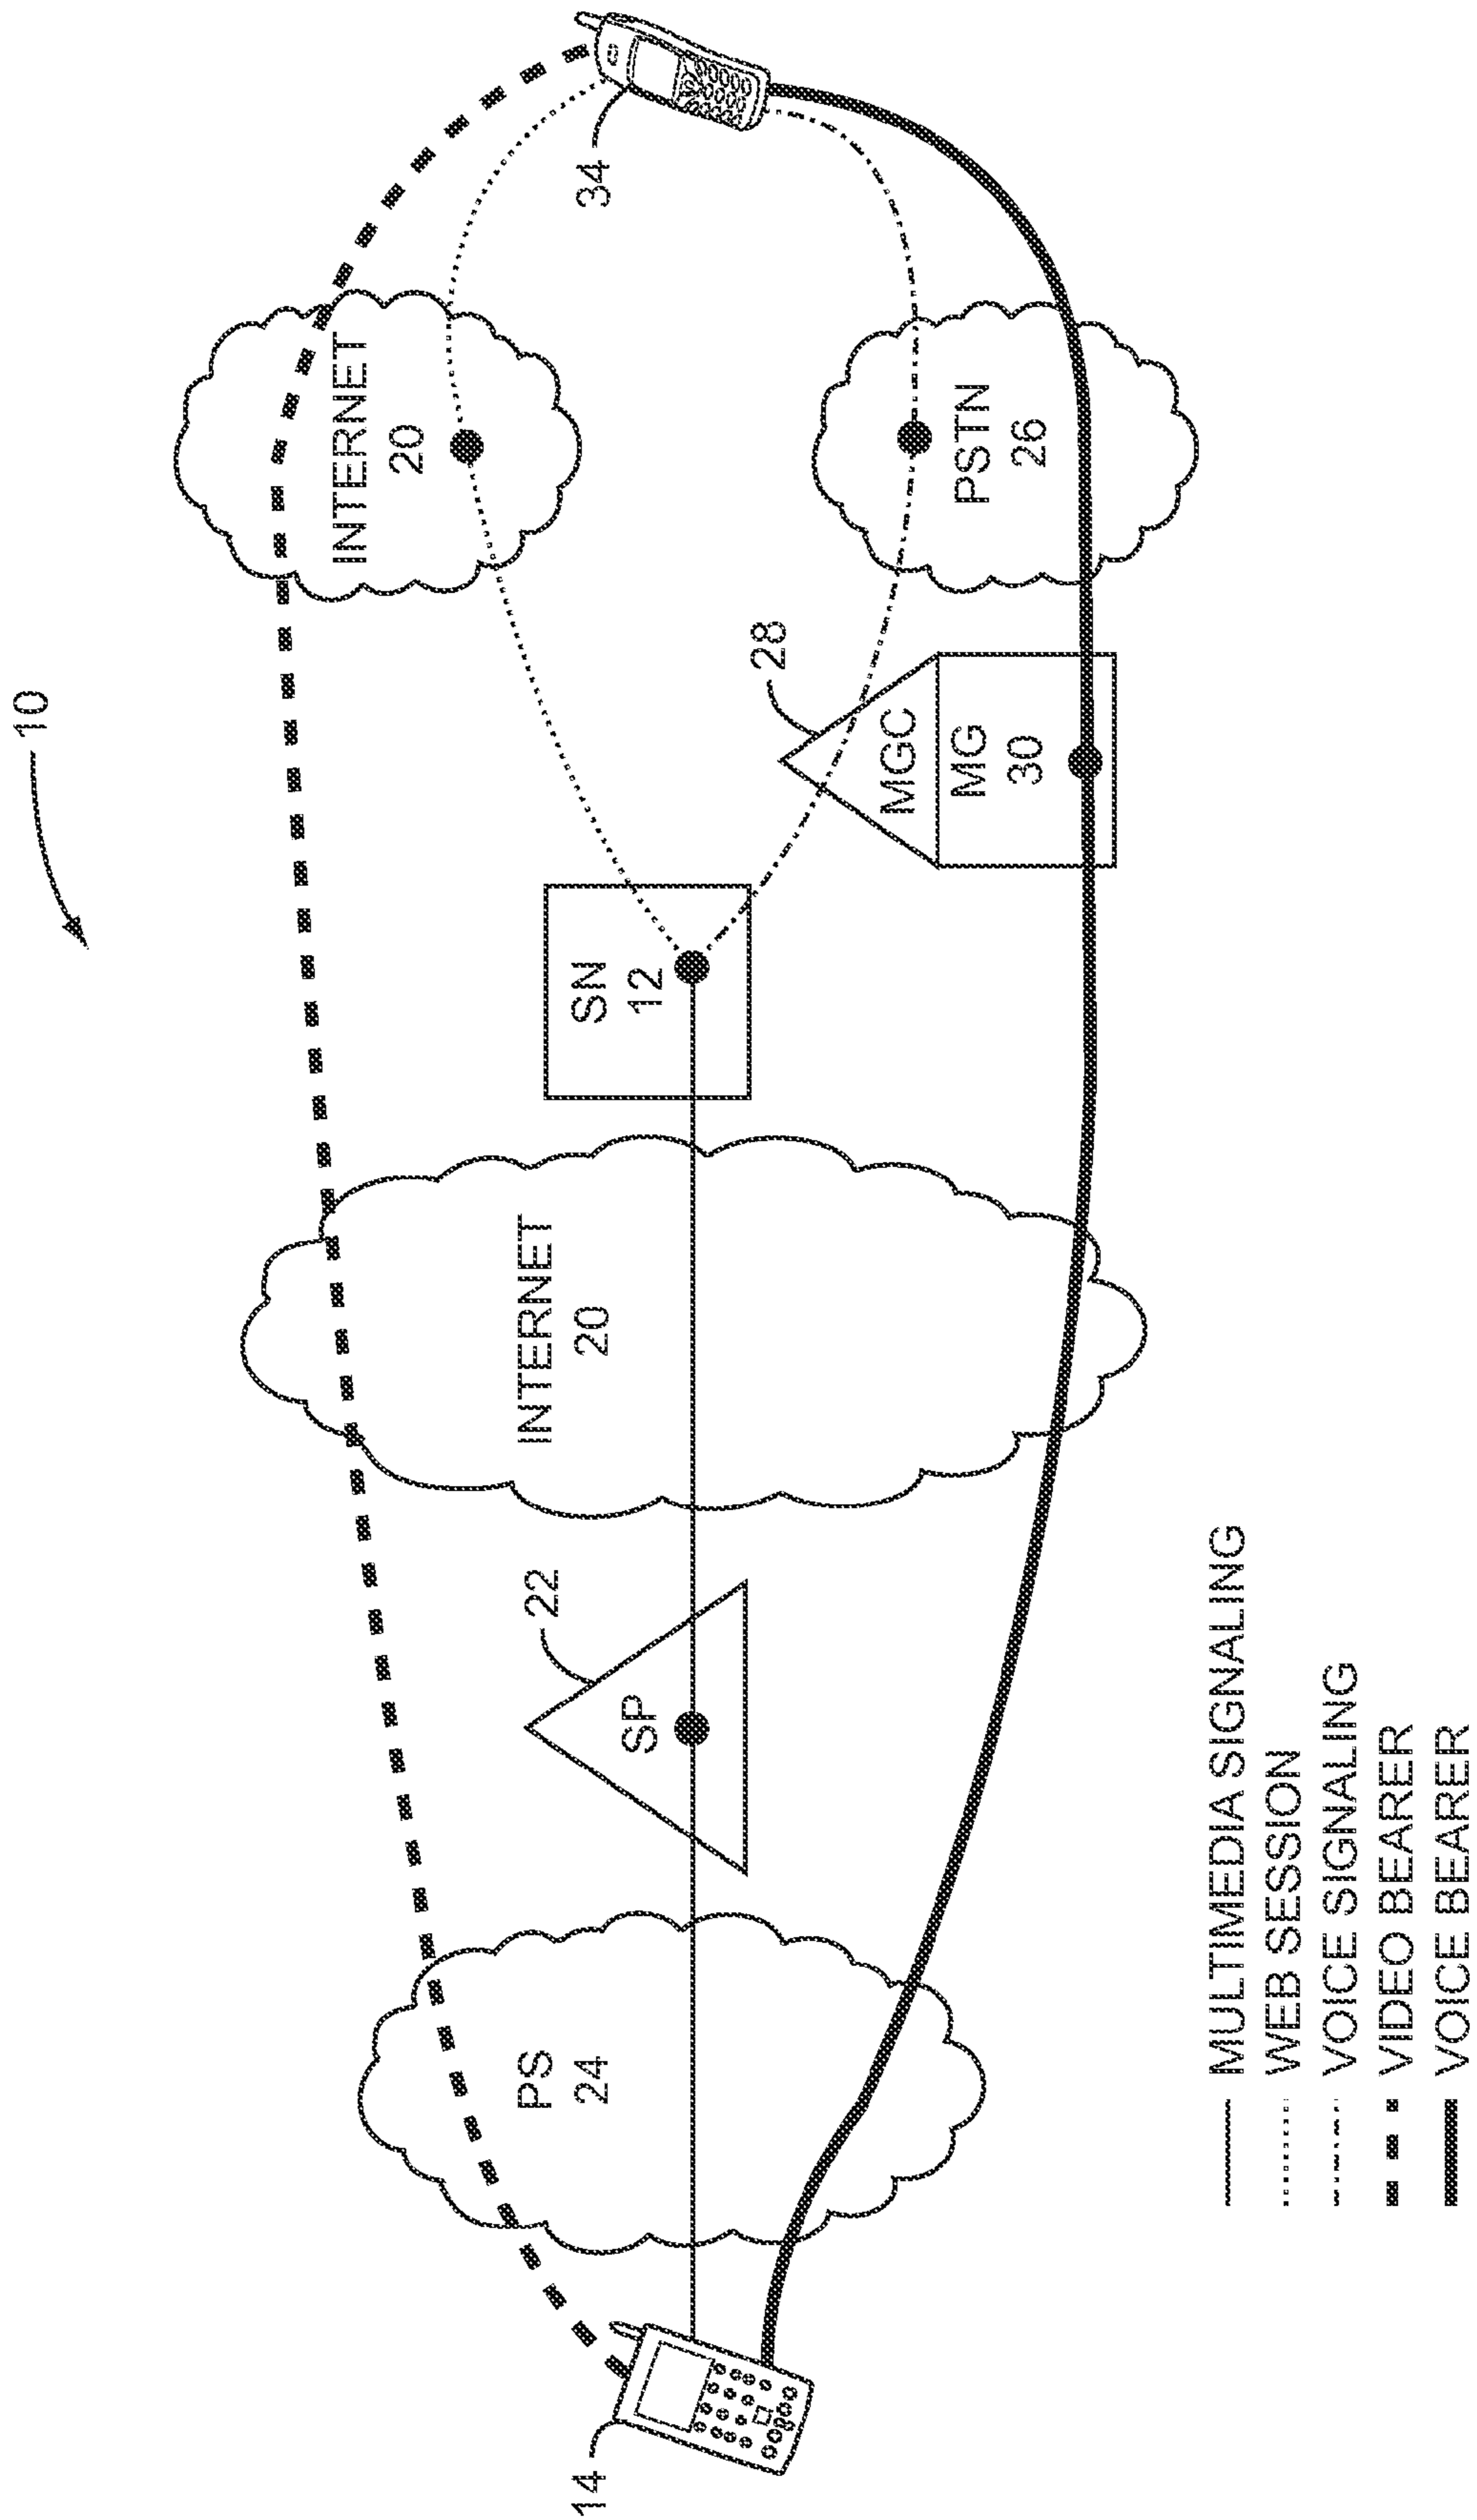 10
INTERNET
20
34
PSTN
26
28
MGC
MG
30
SN
12
INTERNET
20
22
SP
PS
24
14
MULTIMEDIA SIGNALING
WEB SESSION
VOICE SIGNALING
VIDEO BEARER
VOICE BEARER